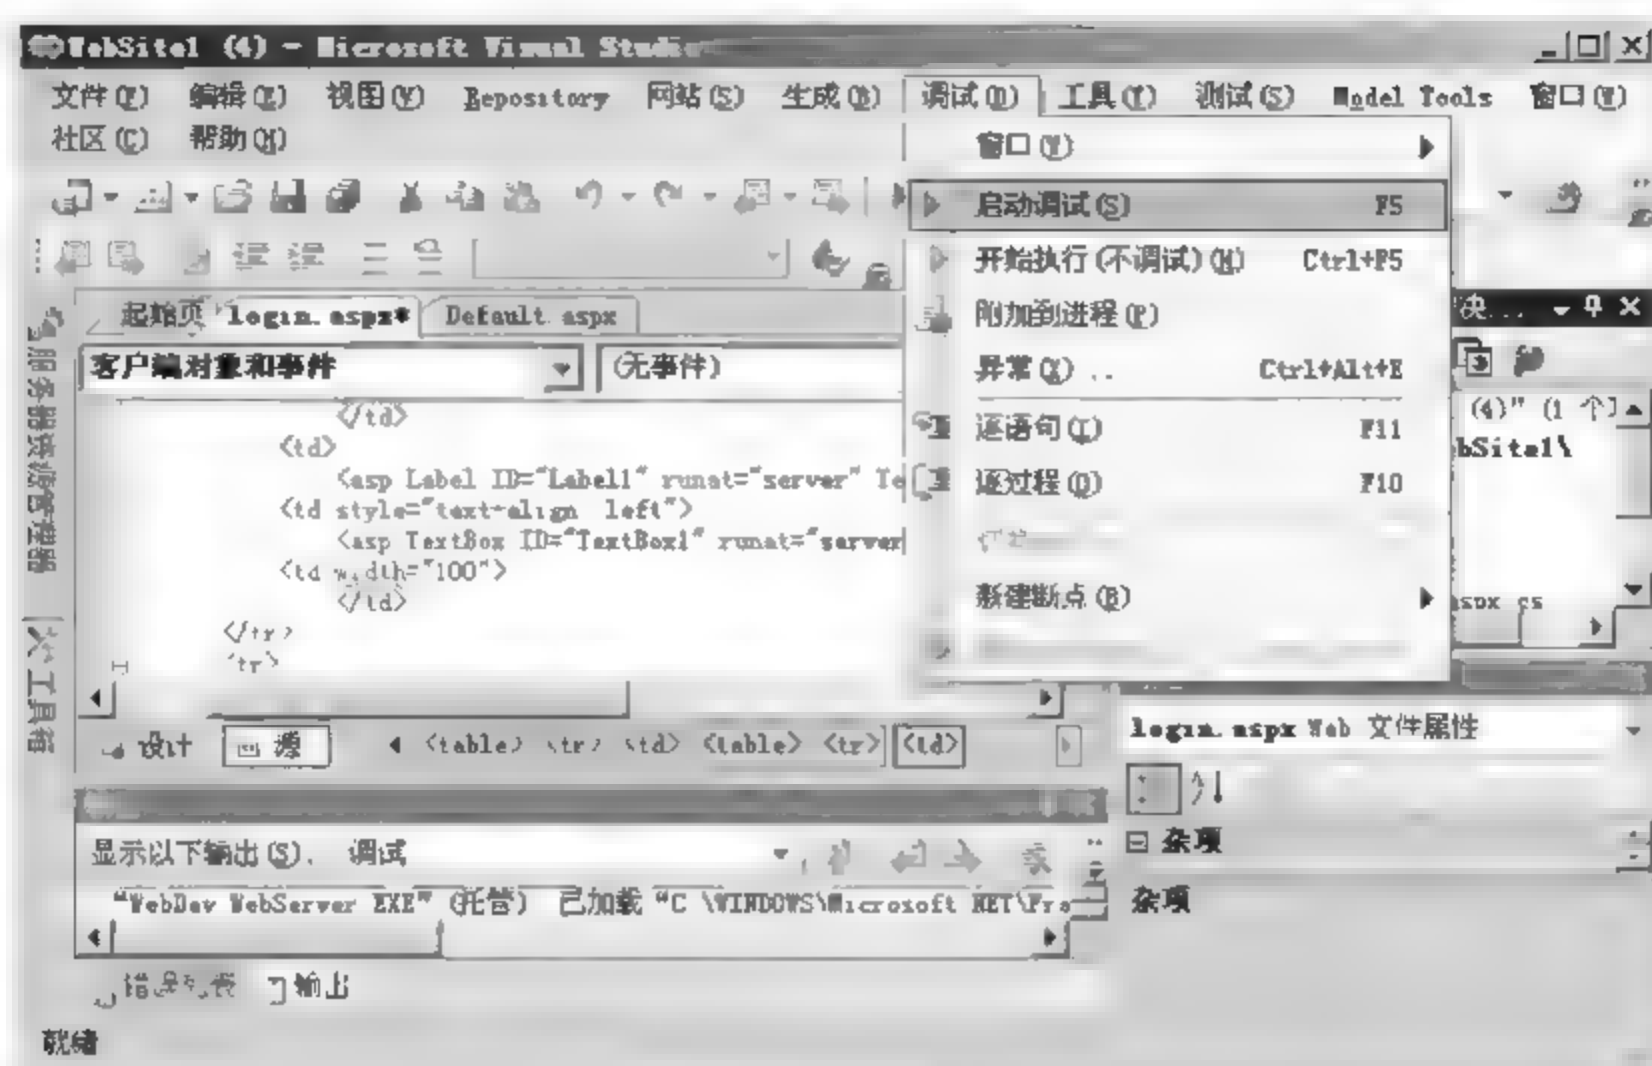 WebSite1 (4) - Microsoft Visual Studio
文件(F) 编辑(E) 视图(V) Repository 网站(S) 生成(B) 调试(D) 工具(T) 测试(S) Model Tools 窗口(W)
社区(C) 帮助(H)
窗口(W)
启动调试(S) F5
开始执行(不调试)(H) Ctrl+F5
附加到进程(P)
异常(X)... Ctrl+Alt+E
逐语句(I) F11
逐过程(O) F10
新建断点(B)
起始页 login.aspx* Default.aspx
客户端对象和事件 (无事件)
</td>
<td>
<asp Label ID="Label1" runat="server" Te
<td style="text-align left">
<asp TextBox ID="TextBox1" runat="server
<td width="100">
</td>
</tr>
<tr>
设计 源 <table> <tr> <td> <table> <tr> <td>
显示以下输出(S): 调试
"WebDev WebServer EXE" (托管) 已加载 "C \WINDOWS\Microsoft NET\Fra
错误列表 输出
就绪
服务器资源管理器
工具箱
决...
(4)" (1 个
bSite1\
aspx cs
login.aspx Web 文件属性
杂项
杂项